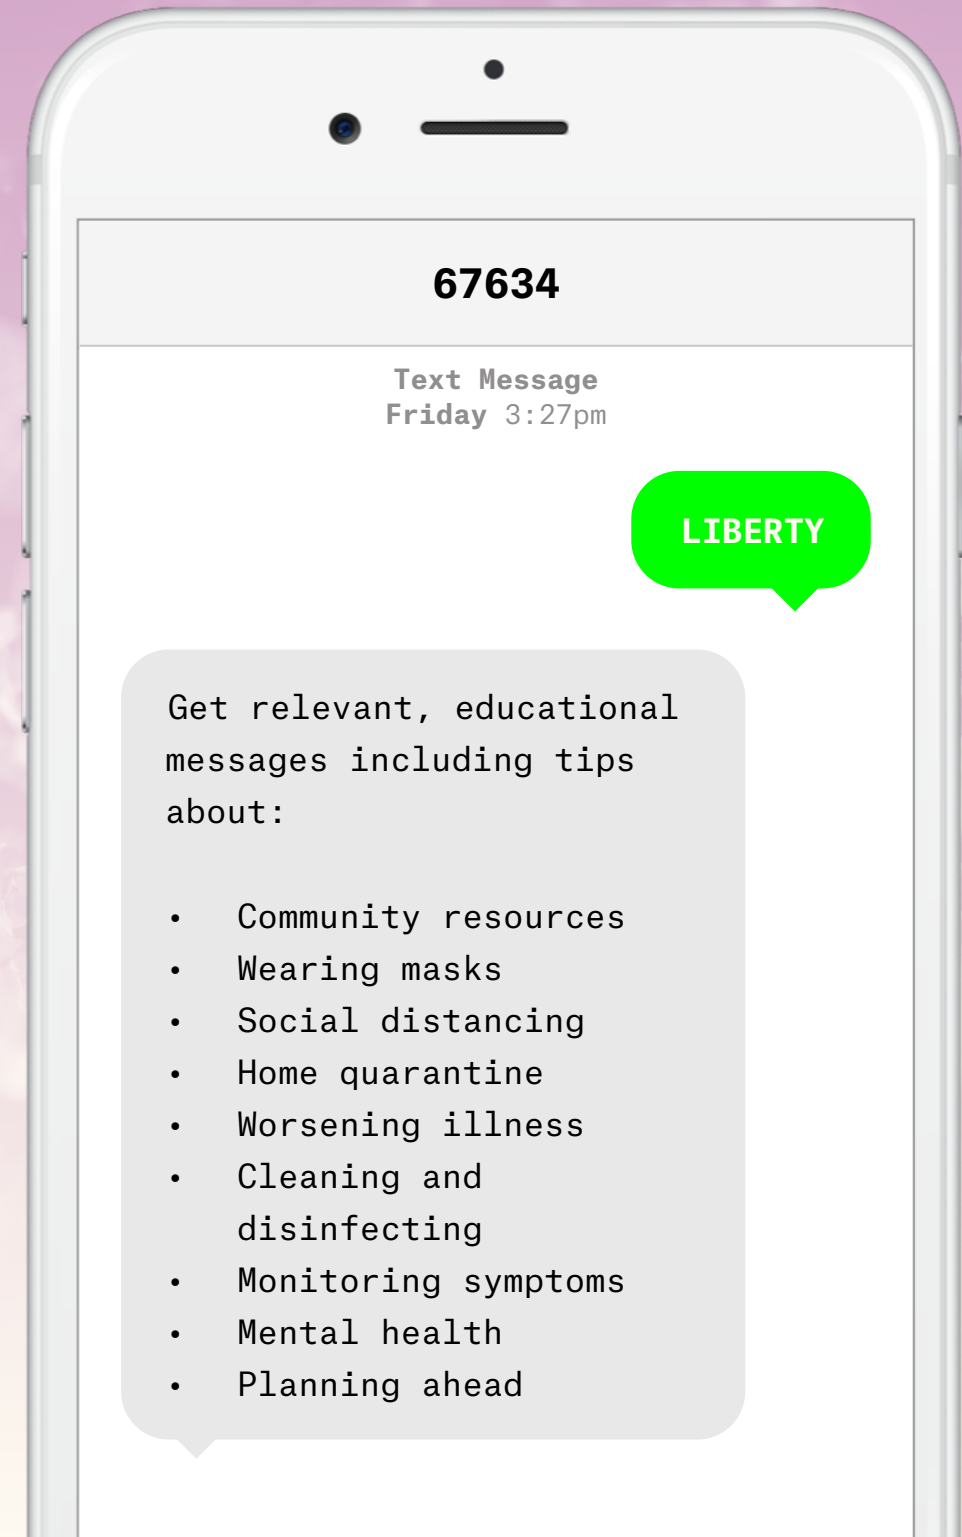 67634
Text Message
Friday 3:27pm
LIBERTY
Get relevant, educational
messages including tips
about:
• Community resources
• Wearing masks
• Social distancing
• Home quarantine
• Worsening illness
• Cleaning and
disinfecting
• Monitoring symptoms
• Mental health
• Planning ahead